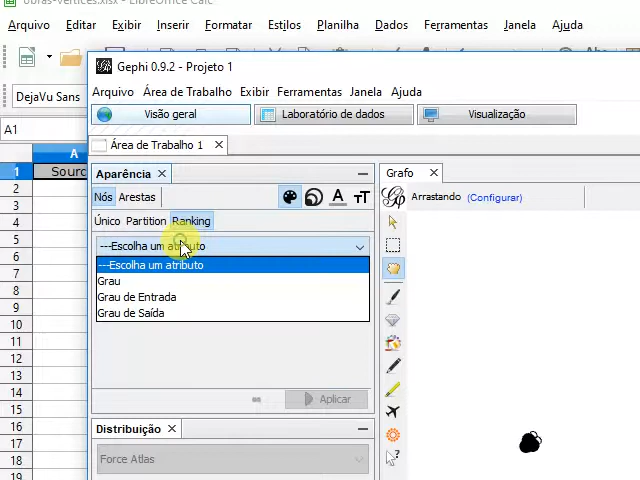 obras-vertices.xlsx - LibreOffice Calc
Arquivo Editar Exibir Inserir Formatar Estilos Planilha Dados Ferramentas Janela Ajuda
DejaVu Sans
A1
A
1 Sourc
2
3
4
5
6
7
8
9
10
11
12
13
14
15
16
17
18
19
Gephi 0.9.2 - Projeto 1
Arquivo Área de Trabalho Exibir Ferramentas Janela Ajuda
Visão geral Laboratório de dados Visualização
Área de Trabalho 1
Aparência
Nós Arestas
Único Partition Ranking
---Escolha um atributo
---Escolha um atributo
Grau
Grau de Entrada
Grau de Saída
Aplicar
Distribuição
Force Atlas
Grafo
Arrastando (Configurar)